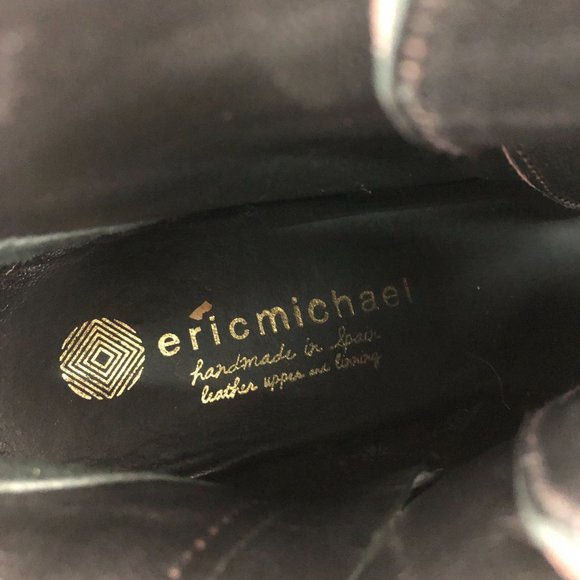 ericmichael
handmade in Spain
leather upper and lining